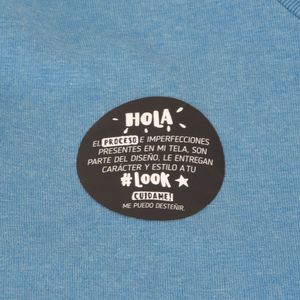 HOLA
EL PROCESO E IMPERFECCIONES
PRESENTES EN MI TELA, SON
PARTE DEL DISEÑO, LE ENTREGAN
CARÁCTER Y ESTILO A TU
#LOOK
CUIDAME!
ME PUEDO DESTEÑIR.